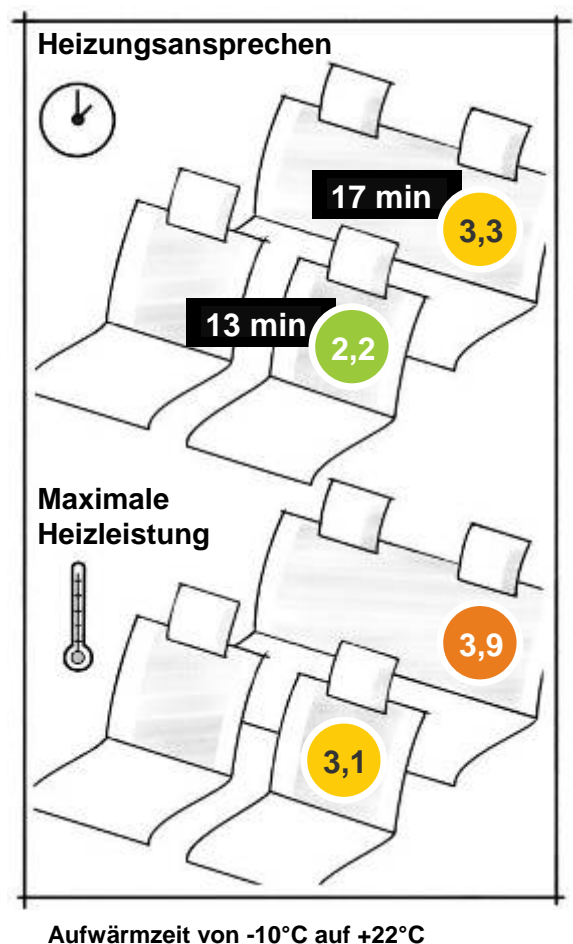 Heizungsansprechen
17 min
3,3
13 min
2,2
Maximale
Heizleistung
3,9
3,1
Aufwärmzeit von -10°C auf +22°C